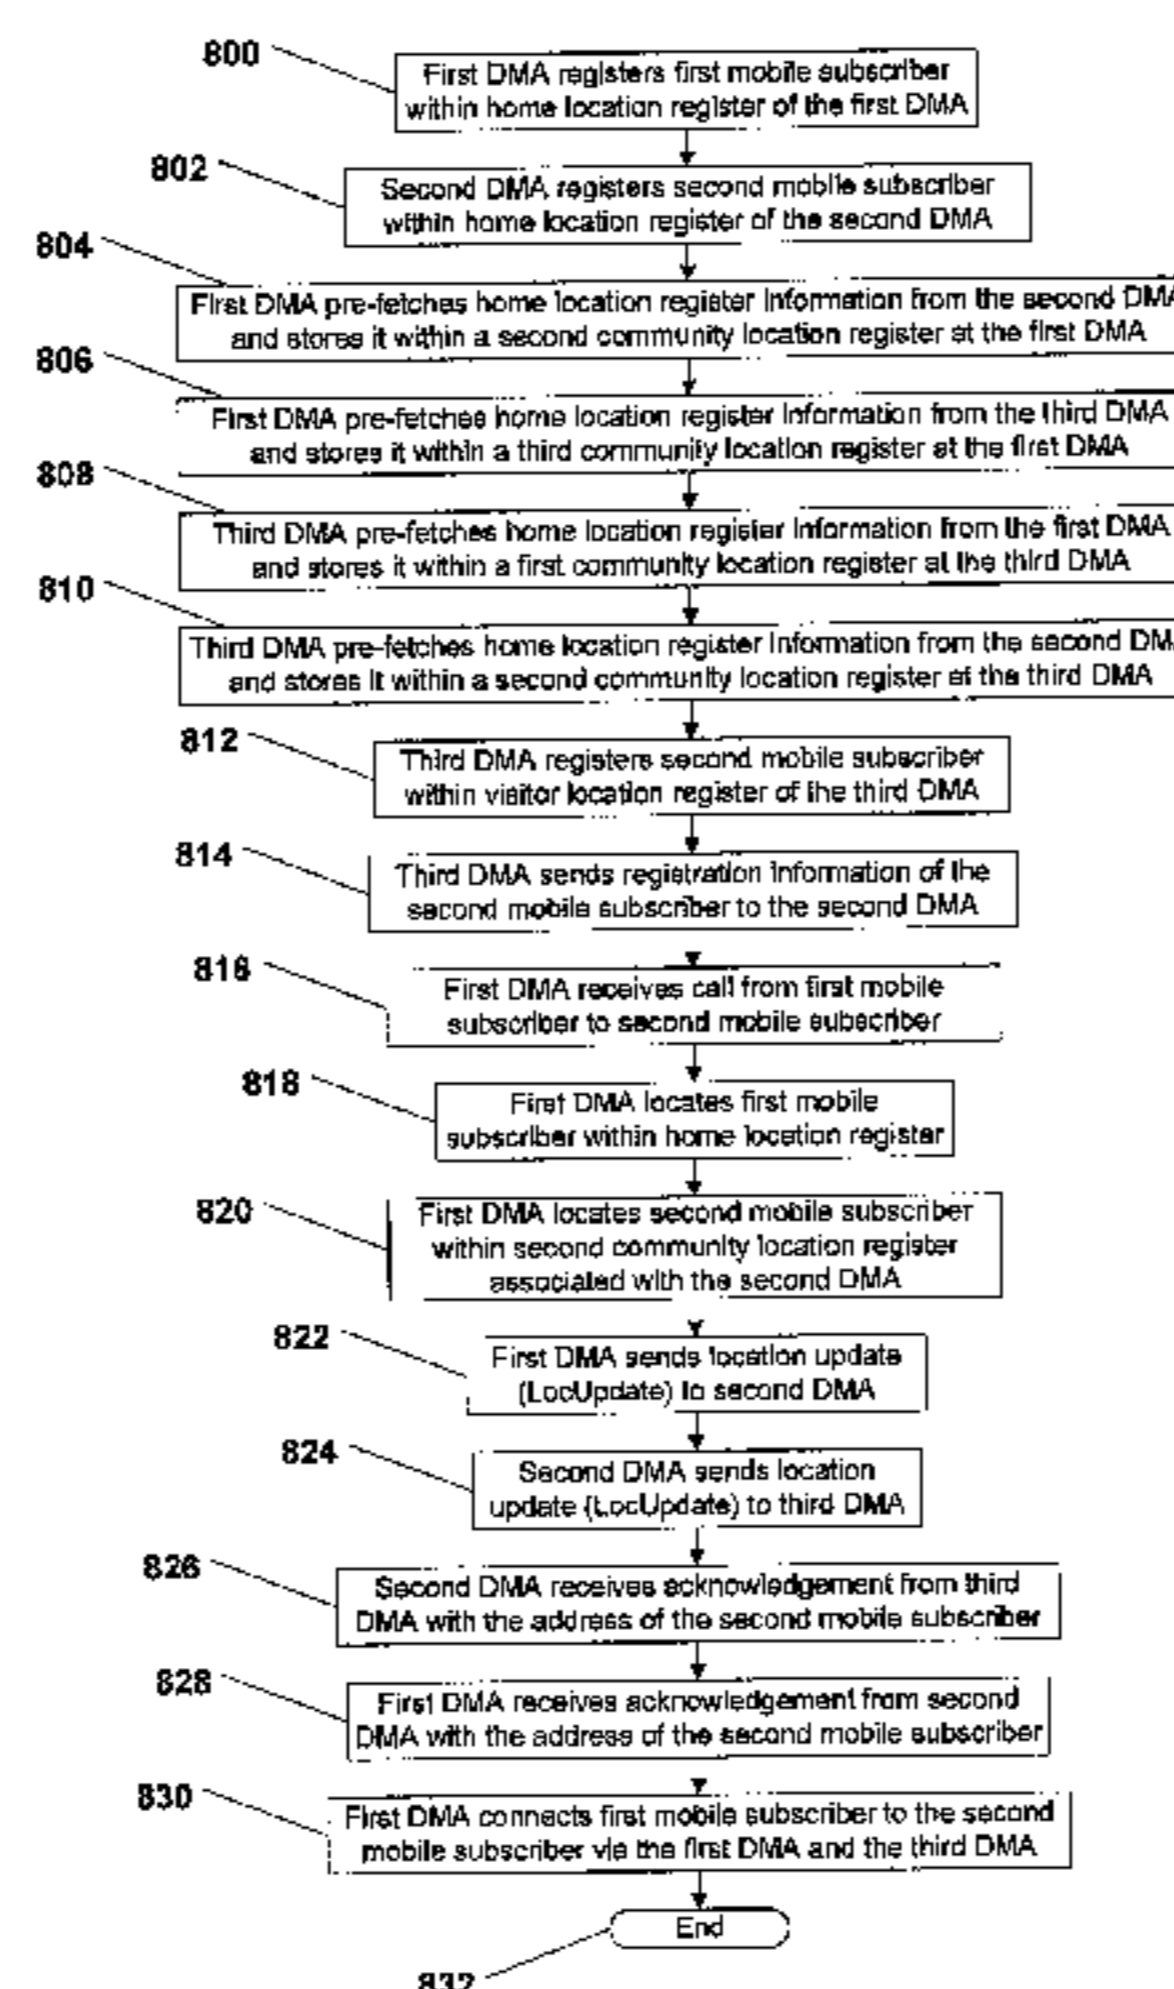 800
First DMA registers first mobile subscriber
within home location register of the first DMA
802
Second DMA registers second mobile subscriber
within home location register of the second DMA
804
First DMA pre-fetches home location register information from the second DMA
and stores it within a second community location register at the first DMA
806
First DMA pre-fetches home location register information from the third DMA
and stores it within a third community location register at the first DMA
808
Third DMA pre-fetches home location register information from the first DMA
and stores it within a first community location register at the third DMA
810
Third DMA pre-fetches home location register information from the second DMA
and stores it within a second community location register at the third DMA
812
Third DMA registers second mobile subscriber
within visitor location register of the third DMA
814
Third DMA sends registration information of the
second mobile subscriber to the second DMA
816
First DMA receives call from first mobile
subscriber to second mobile subscriber
818
First DMA locates first mobile
subscriber within home location register
820
First DMA locates second mobile subscriber
within second community location register
associated with the second DMA
822
First DMA sends location update
(LocUpdate) to second DMA
824
Second DMA sends location
update (LocUpdate) to third DMA
826
Second DMA receives acknowledgement from third
DMA with the address of the second mobile subscriber
828
First DMA receives acknowledgement from second
DMA with the address of the second mobile subscriber
830
First DMA connects first mobile subscriber to the second
mobile subscriber via the first DMA and the third DMA
End
832